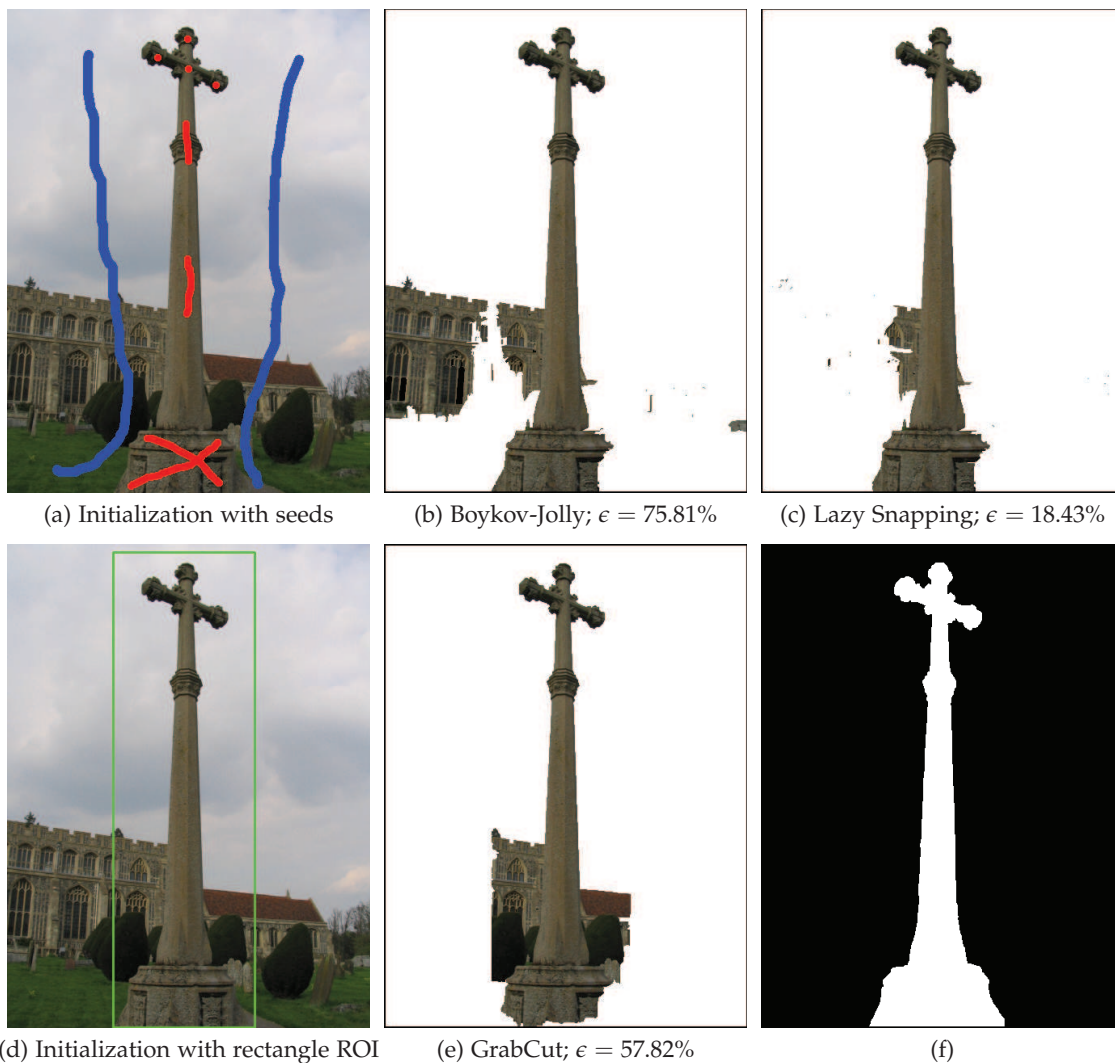 (a) Initialization with seeds
(b) Boykov-Jolly; ϵ = 75.81%
(c) Lazy Snapping; ϵ = 18.43%
(d) Initialization with rectangle ROI
(e) GrabCut; ϵ = 57.82%
(f)